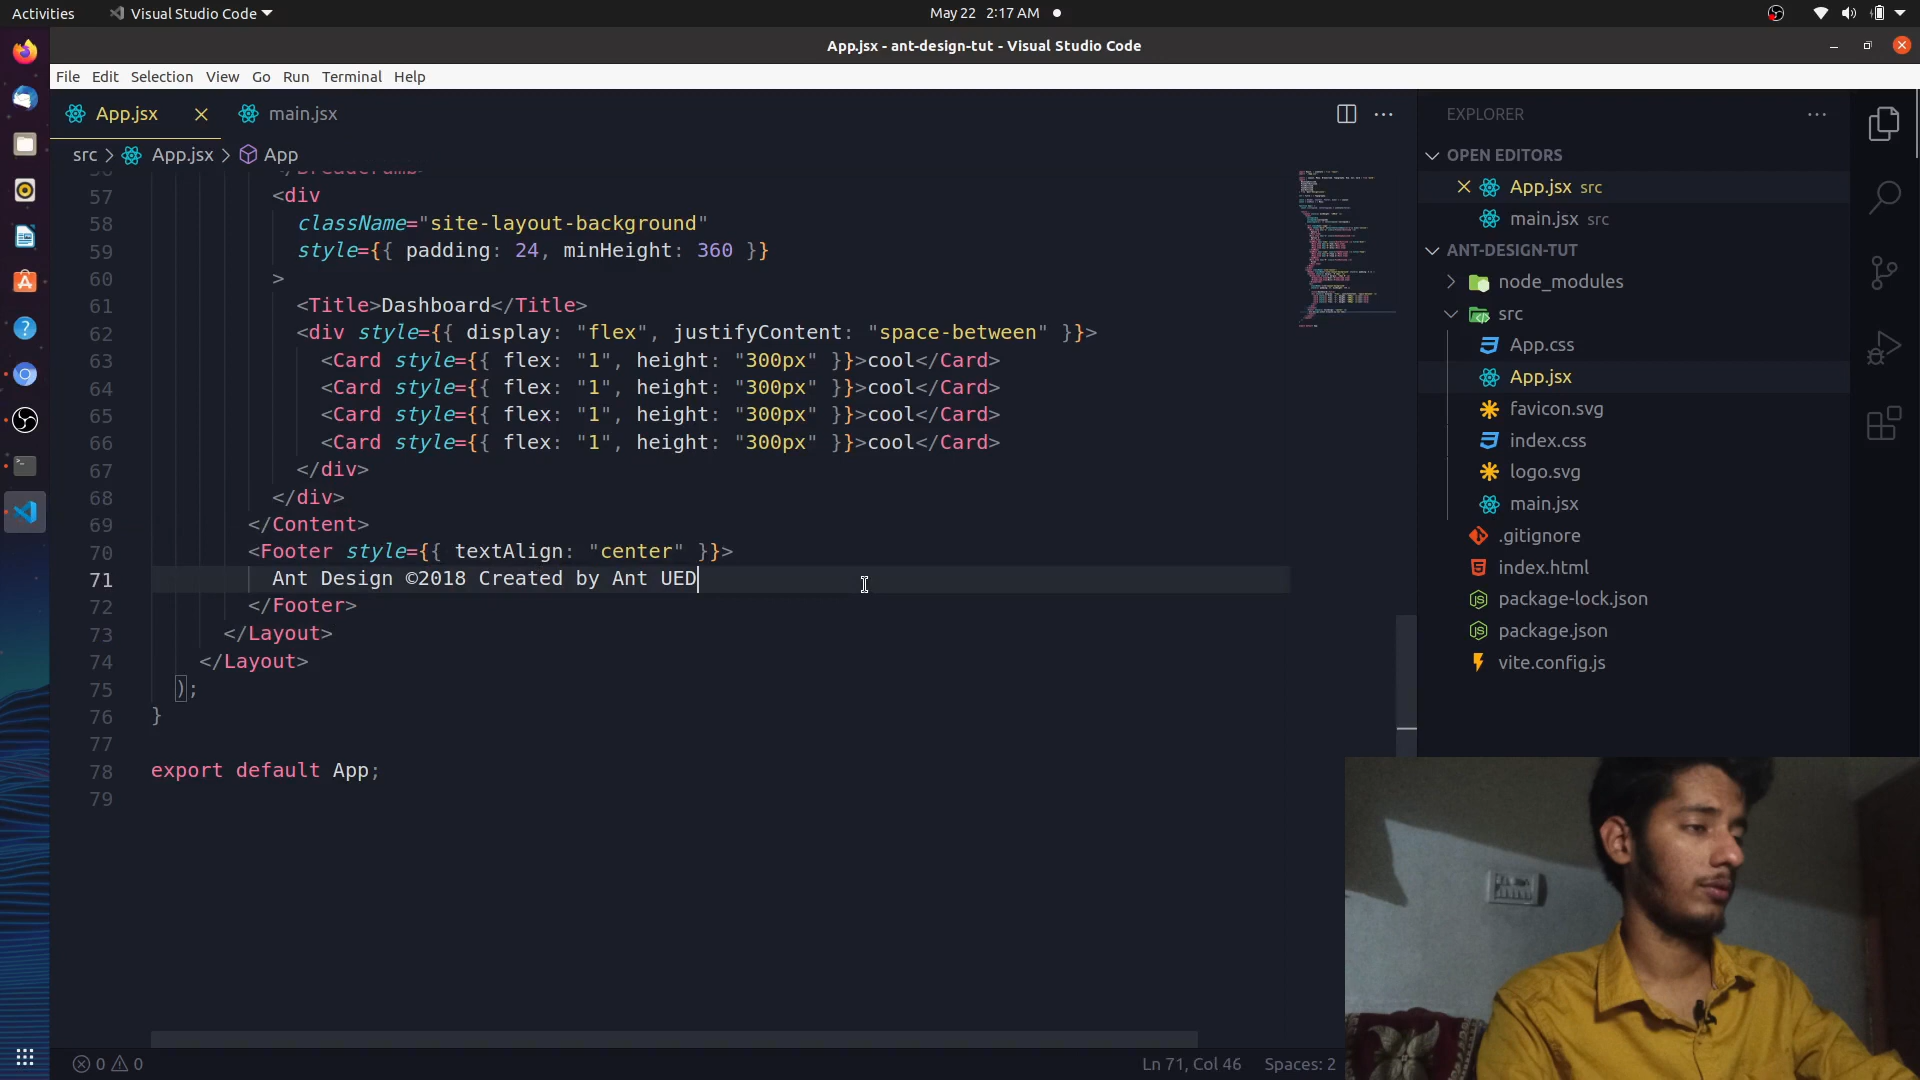 Activities
Visual Studio Code
May 22 2:17 AM
App.jsx - ant-design-tut - Visual Studio Code
File Edit Selection View Go Run Terminal Help
App.jsx
main.jsx
src > App.jsx > App
57 <div
58 className="site-layout-background"
59 style={{ padding: 24, minHeight: 360 }}
60 >
61 <Title>Dashboard</Title>
62 <div style={{ display: "flex", justifyContent: "space-between" }}>
63 <Card style={{ flex: "1", height: "300px" }}>cool</Card>
64 <Card style={{ flex: "1", height: "300px" }}>cool</Card>
65 <Card style={{ flex: "1", height: "300px" }}>cool</Card>
66 <Card style={{ flex: "1", height: "300px" }}>cool</Card>
67 </div>
68 </div>
69 </Content>
70 <Footer style={{ textAlign: "center" }}>
71 Ant Design ©2018 Created by Ant UED
72 </Footer>
73 </Layout>
74 </Layout>
75 );
76 }
77
78 export default App;
79
EXPLORER
OPEN EDITORS
App.jsx src
main.jsx src
ANT-DESIGN-TUT
node_modules
src
App.css
App.jsx
favicon.svg
index.css
logo.svg
main.jsx
.gitignore
index.html
package-lock.json
package.json
vite.config.js
0 0
Ln 71, Col 46
Spaces: 2